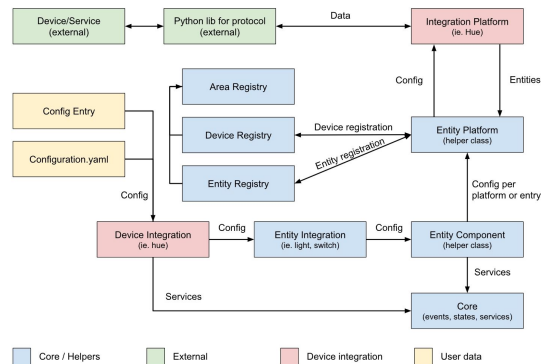 Device/Service
(external)
Python lib for protocol
(external)
Data
Integration Platform
(ie. Hue)
Config
Entities
Area Registry
Config Entry
Device Registry
Device registration
Entity Platform
(helper class)
Configuration.yaml
Entity registration
Entity Registry
Config
Config per
platform or entry
Device Integration
(ie. hue)
Config
Entity Integration
(ie. light, switch)
Config
Entity Component
(helper class)
Services
Services
Core
(events, states, services)
Core / Helpers
External
Device integration
User data